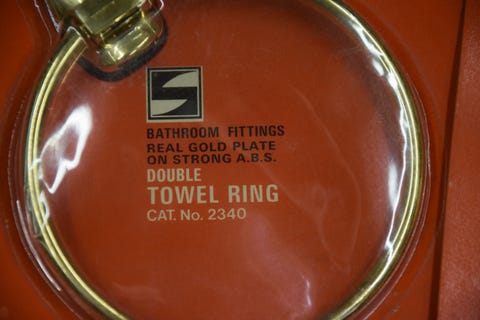 BATHROOM FITTINGS
REAL GOLD PLATE
ON STRONG A.B.S.
DOUBLE
TOWEL RING
CAT. No. 2340